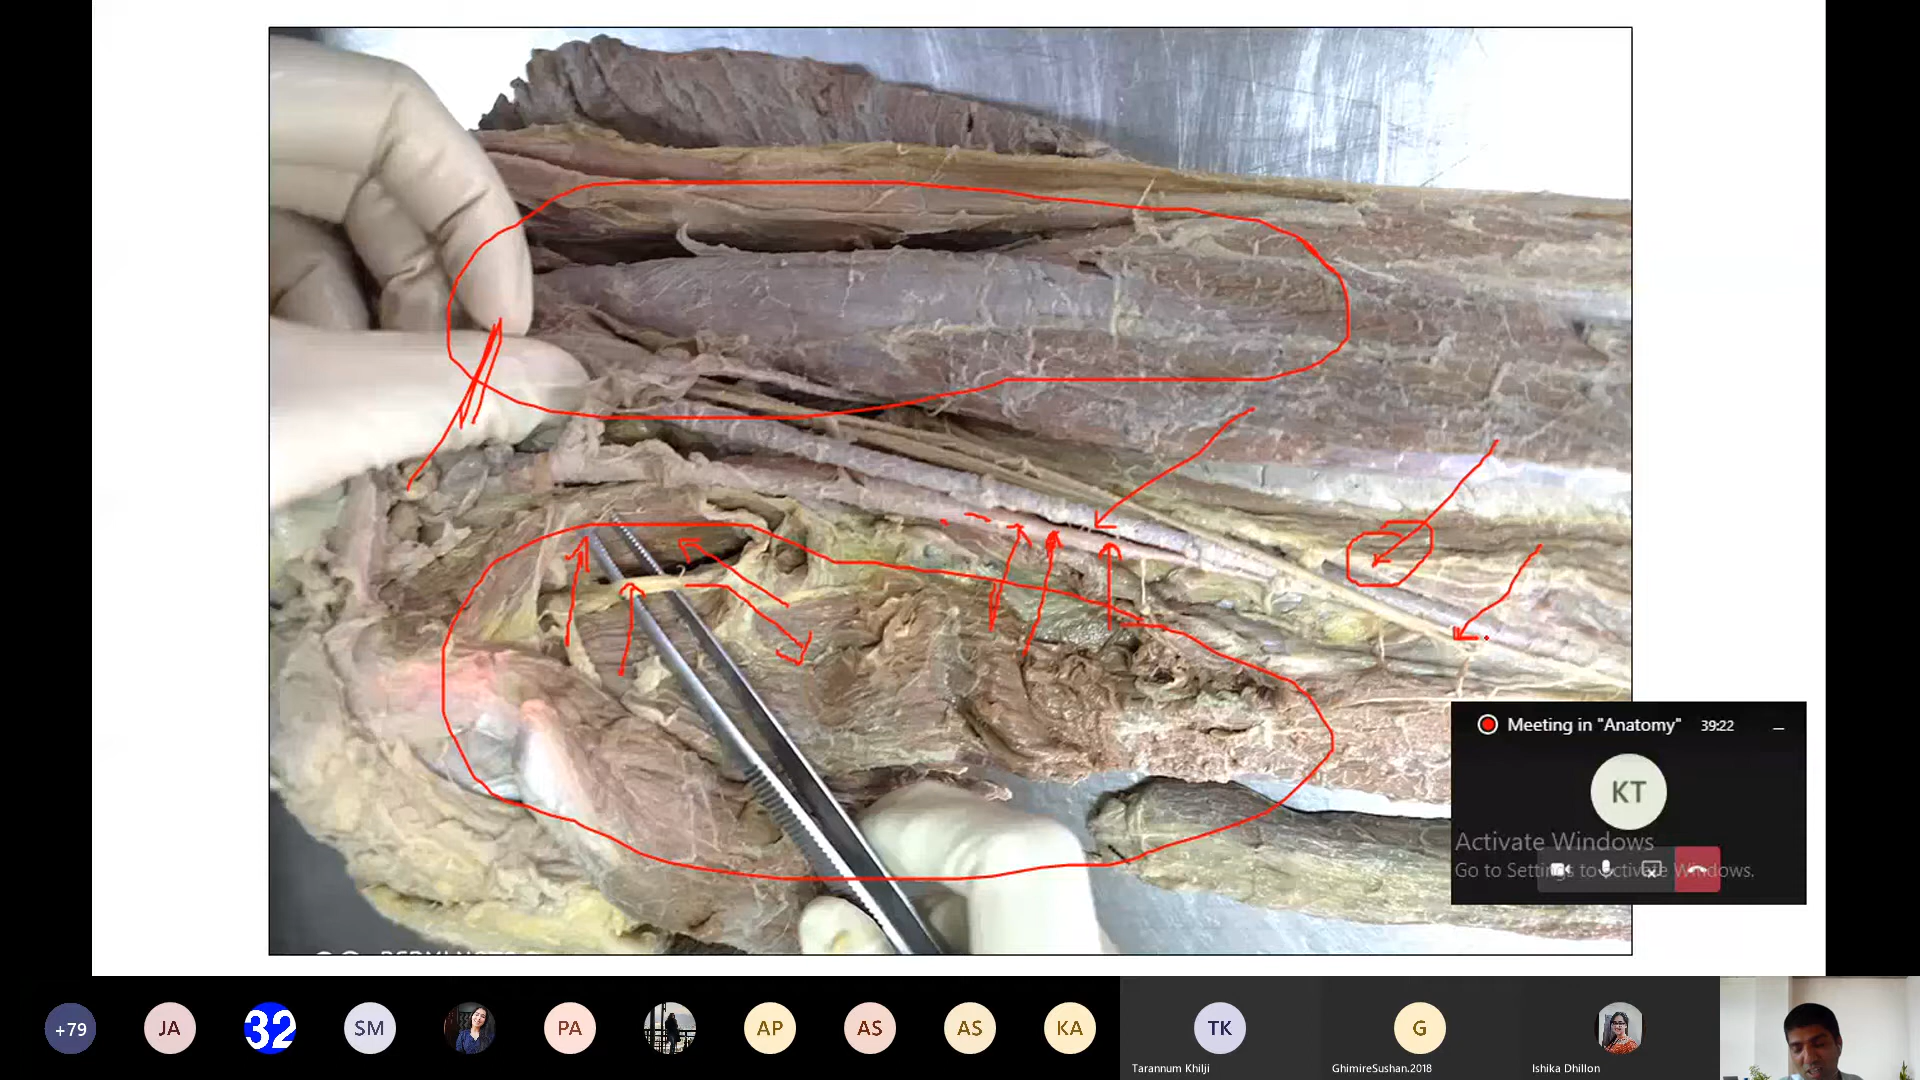 Meeting in "Anatomy" 39:22
KT
Activate Windows
Go to Settings to activate Windows.
+79
JA
32
SM
PA
AP
AS
AS
KA
TK
G
Tarannum Khilji
GhimireSushan.2018
Ishika Dhillon